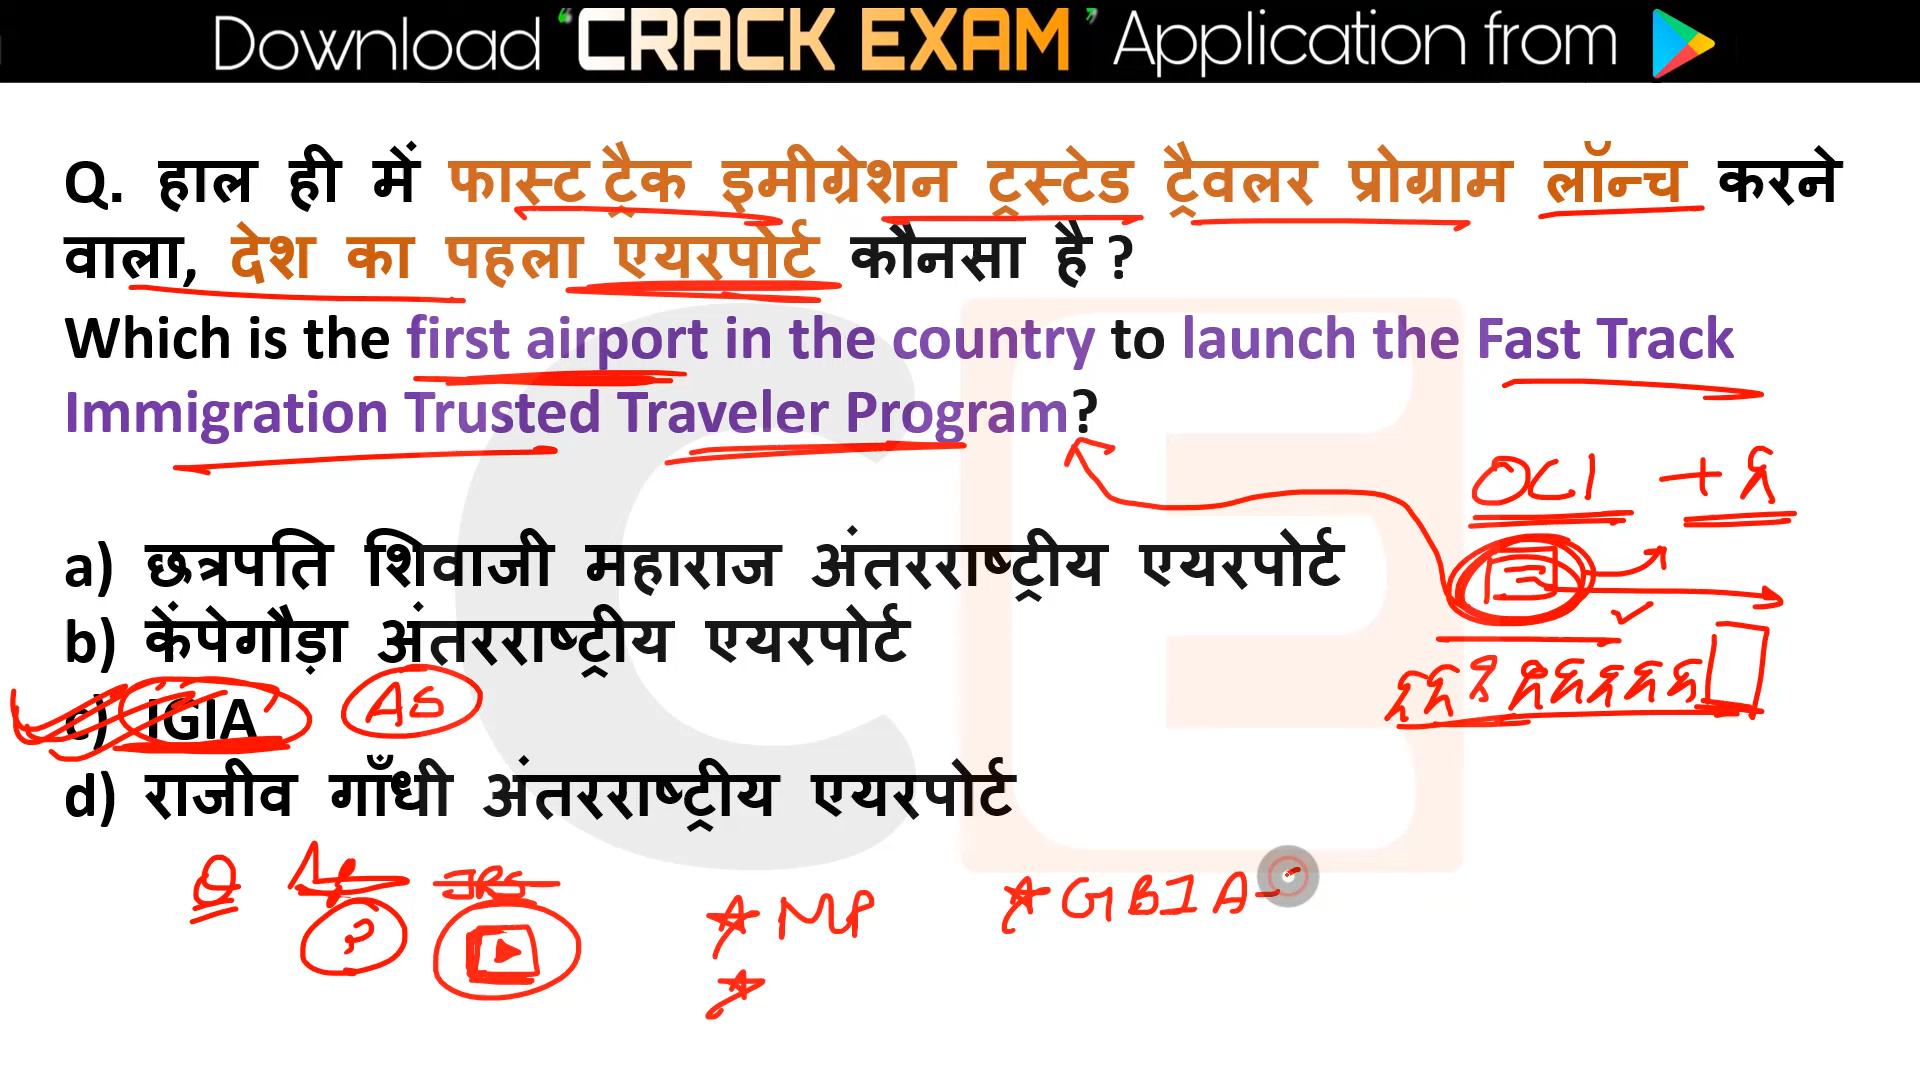 Download “CRACK EXAM” Application from
Q. हाल ही में फास्ट ट्रैक इमीग्रेशन ट्रस्टेड ट्रैवलर प्रोग्राम लॉन्च करने
वाला, देश का पहला एयरपोर्ट कौनसा है ?
Which is the first airport in the country to launch the Fast Track
Immigration Trusted Traveler Program?
OCI +
a) छत्रपति शिवाजी महाराज अंतरराष्ट्रीय एयरपोर्ट
b) केंपेगौड़ा अंतरराष्ट्रीय एयरपोर्ट
c) IGIA
d) राजीव गाँधी अंतरराष्ट्रीय एयरपोर्ट
Q ?
MP
GBIA-